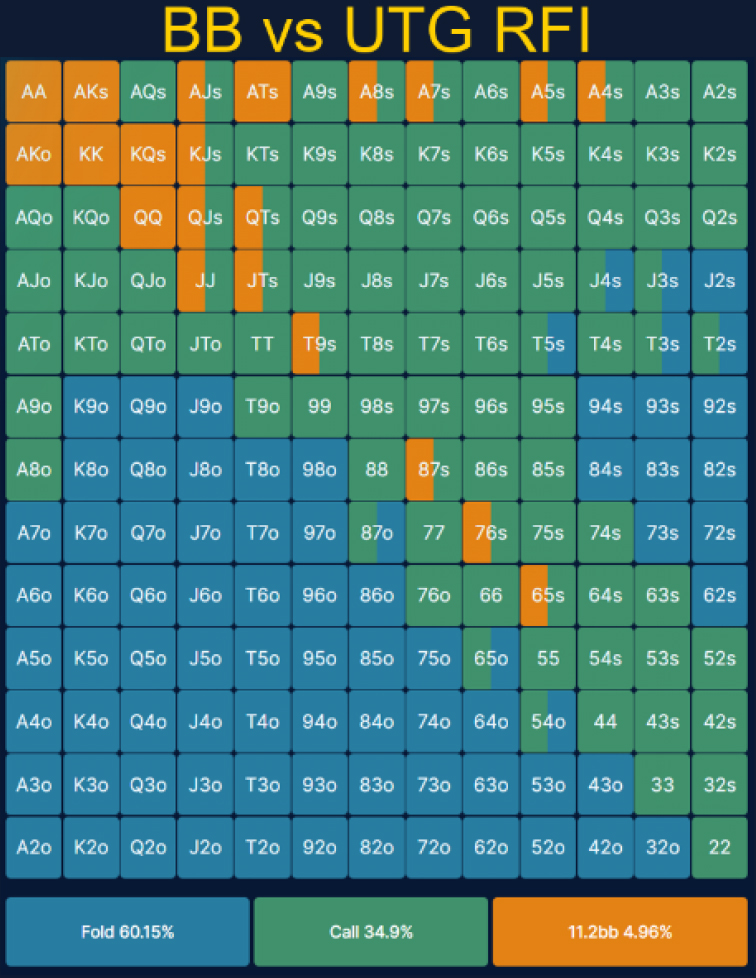 BB vs UTG RFI
AA AKs AQs AJs ATs A9s A8s A7s A6s A5s A4s A3s A2s
AKo KK KQs KJs KTs K9s K8s K7s K6s K5s K4s K3s K2s
AQo KQo QQ QJs QTs Q9s Q8s Q7s Q6s Q5s Q4s Q3s Q2s
AJo KJo QJo JJ JTs J9s J8s J7s J6s J5s J4s J3s J2s
ATo KTo QTo JTo TT T9s T8s T7s T6s T5s T4s T3s T2s
A9o K9o Q9o J9o T9o 99 98s 97s 96s 95s 94s 93s 92s
A8o K8o Q8o J8o T8o 98o 88 87s 86s 85s 84s 83s 82s
A7o K7o Q7o J7o T7o 97o 87o 77 76s 75s 74s 73s 72s
A6o K6o Q6o J6o T6o 96o 86o 76o 66 65s 64s 63s 62s
A5o K5o Q5o J5o T5o 95o 85o 75o 65o 55 54s 53s 52s
A4o K4o Q4o J4o T4o 94o 84o 74o 64o 54o 44 43s 42s
A3o K3o Q3o J3o T3o 93o 83o 73o 63o 53o 43o 33 32s
A2o K2o Q2o J2o T2o 92o 82o 72o 62o 52o 42o 32o 22
Fold 60.15% Call 34.9% 11.2bb 4.96%